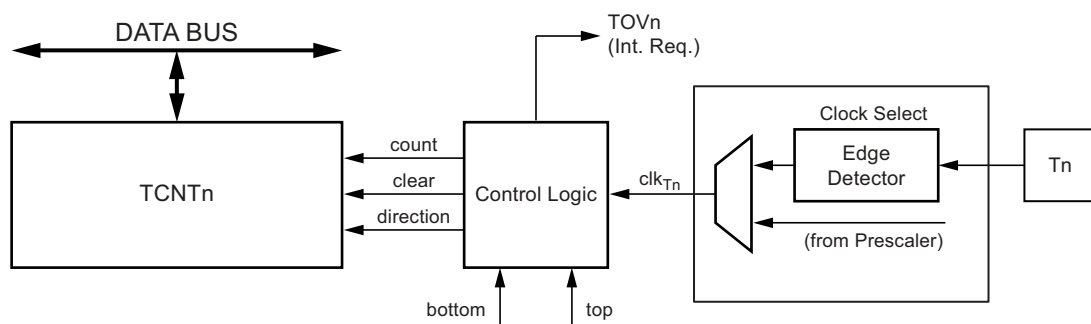 DATA BUS
TOVn
(Int. Req.)
TCNTn
count
clear
direction
Control Logic
clkTn
Clock Select
Edge
Detector
(from Prescaler)
Tn
bottom
top